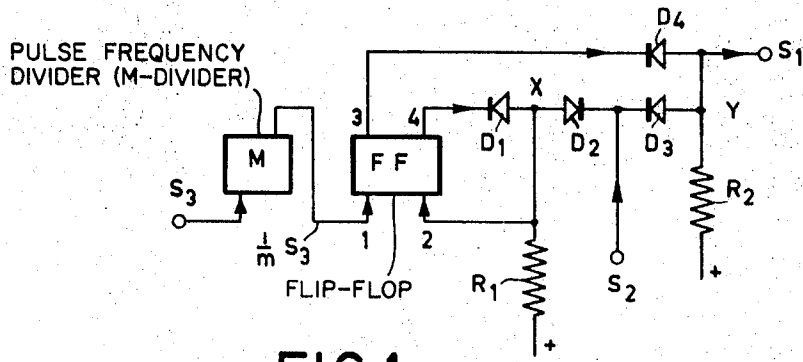 PULSE FREQUENCY
DIVIDER (M-DIVIDER)
D4
S1
3
4
X
Y
D1
D2
D3
M
F F
R2
S3
1/m S3
1
2
R1
S2
FLIP-FLOP
+
+
FIG.1